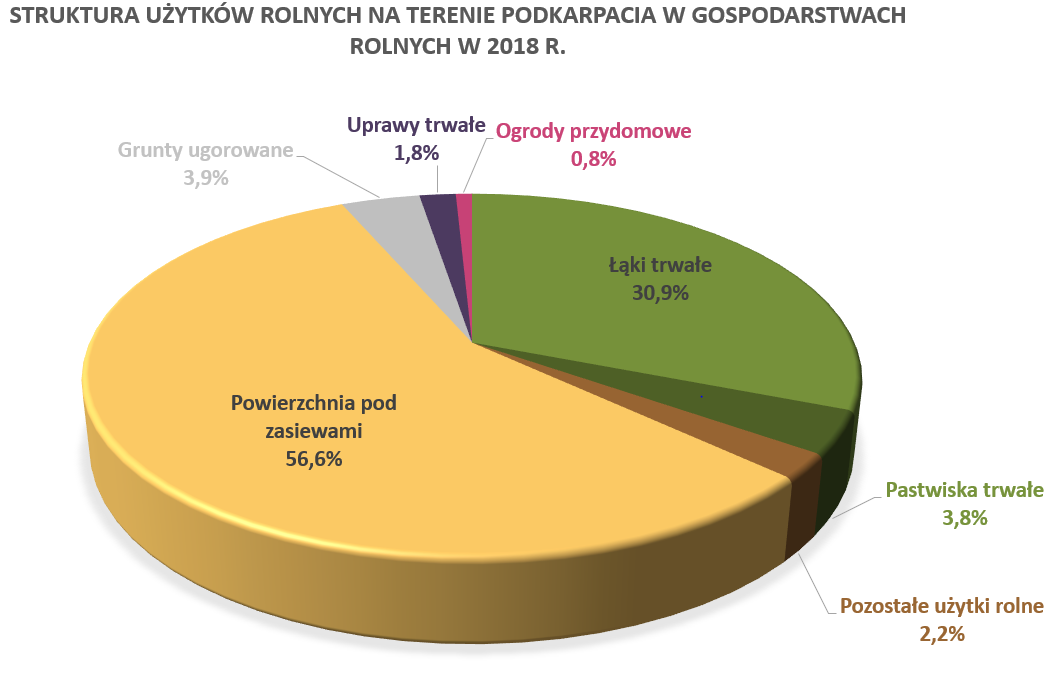 STRUKTURA UŻYTKÓW ROLNYCH NA TERENIE PODKARPACIA W GOSPODARSTWACH
ROLNYCH W 2018 R.
Uprawy trwałe
1,8%
Ogrody przydomowe
0,8%
Grunty ugorowane
3,9%
Łąki trwałe
30,9%
Powierzchnia pod
zasiewami
56,6%
Pastwiska trwałe
3,8%
Pozostałe użytki rolne
2,2%